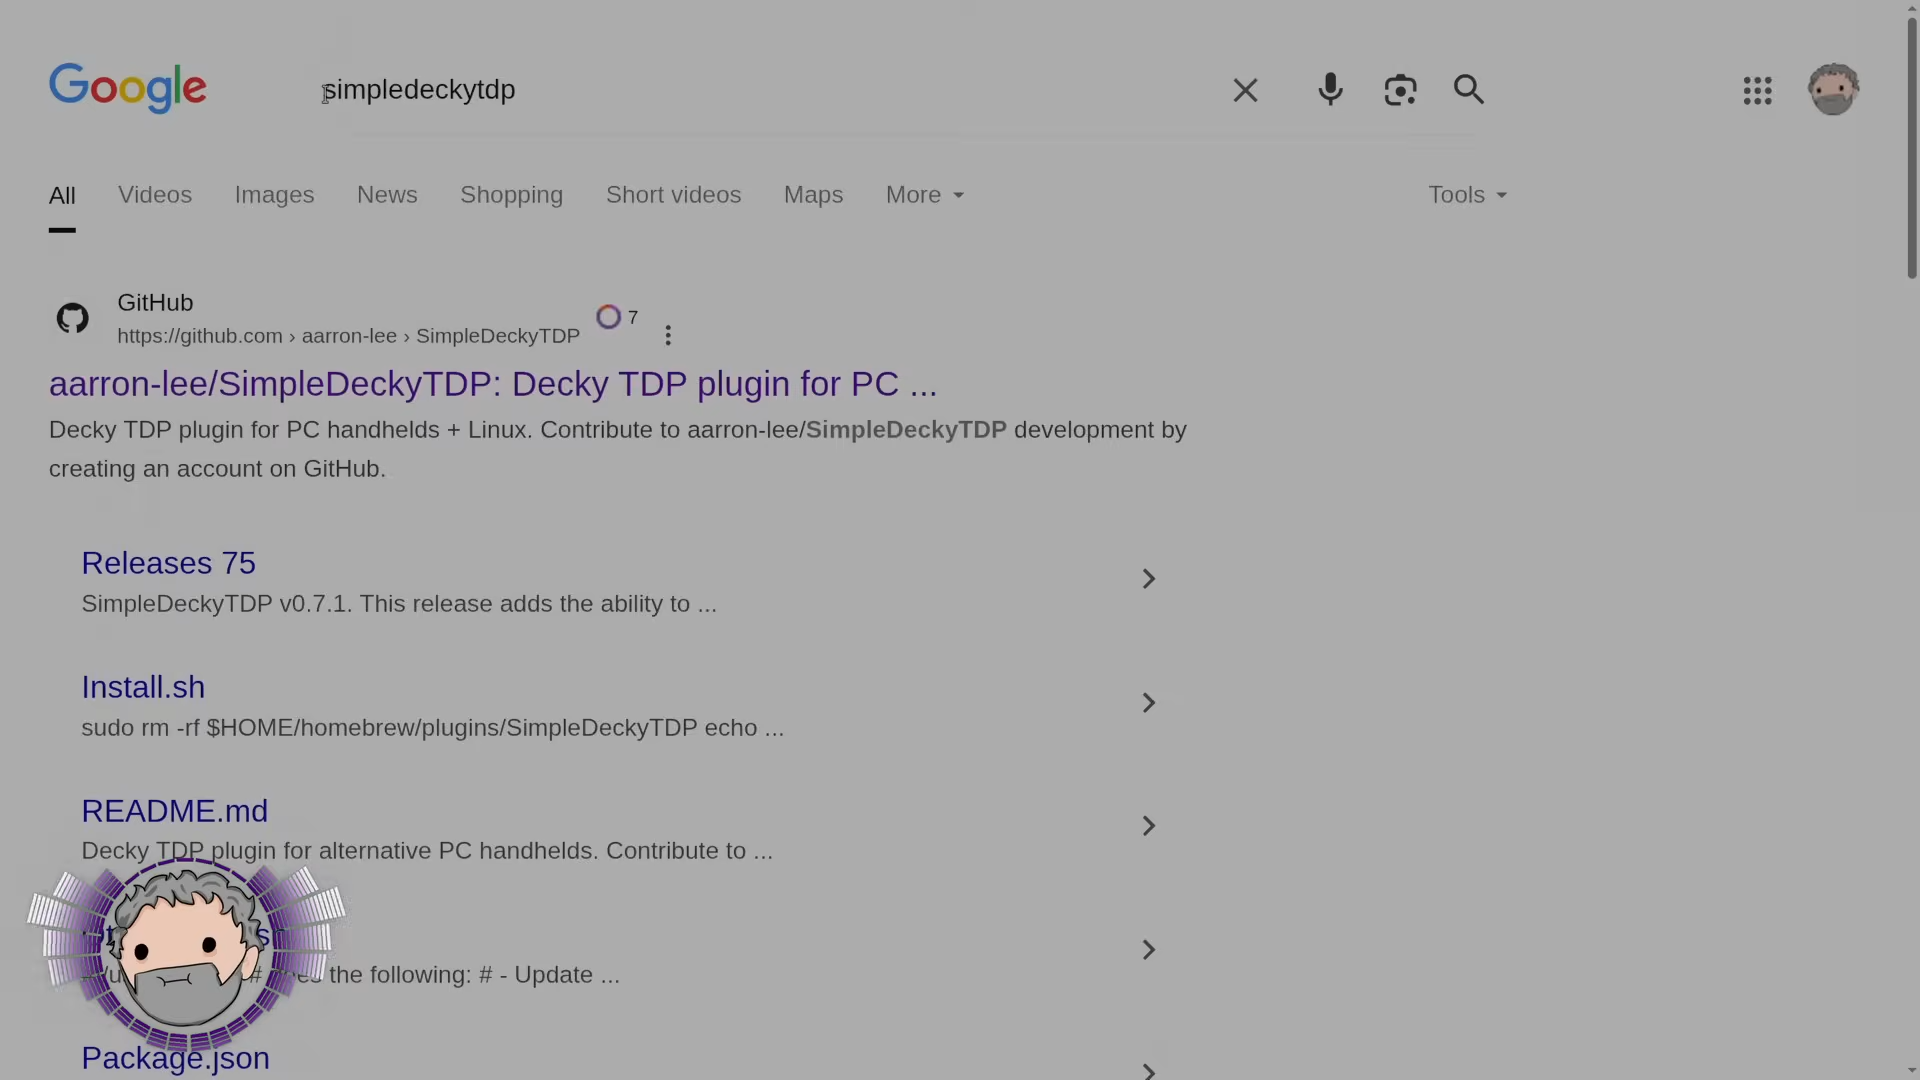 Google
simpledeckytdp
All
Videos
Images
News
Shopping
Short videos
Maps
More
Tools
GitHub
https://github.com › aarron-lee › SimpleDeckyTDP
7
aarron-lee/SimpleDeckyTDP: Decky TDP plugin for PC ...
Decky TDP plugin for PC handhelds + Linux. Contribute to aarron-lee/SimpleDeckyTDP development by
creating an account on GitHub.
Releases 75
SimpleDeckyTDP v0.7.1. This release adds the ability to ...
Install.sh
sudo rm -rf $HOME/homebrew/plugins/SimpleDeckyTDP echo ...
README.md
Decky TDP plugin for alternative PC handhelds. Contribute to ...
the following: # - Update ...
Package.json